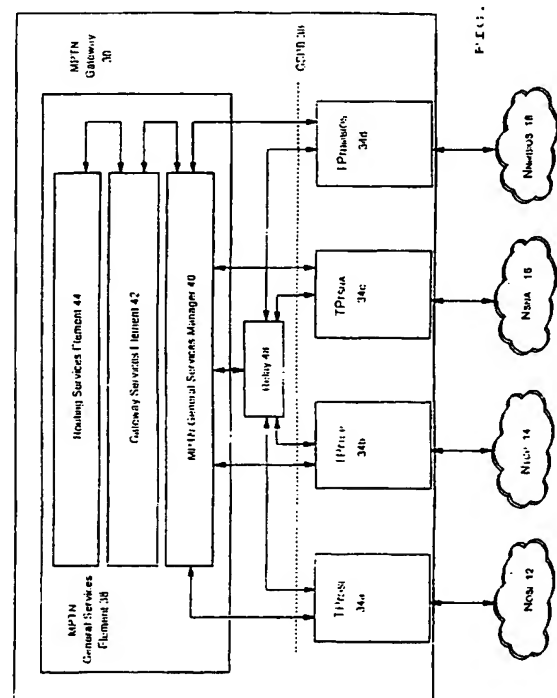 MPTN
Gateway
30
MPTN
General Services
Element 38
Routing Services Element 44
Gateway Services Element 42
MPTN General Services Manager 40
Relay
TPOSI
34a
TPTCP
34b
TPSNA
34c
TPNetBIOS
34d
NOSI 12
NTCP 14
NSNA 16
NNetBIOS 18
FIG.